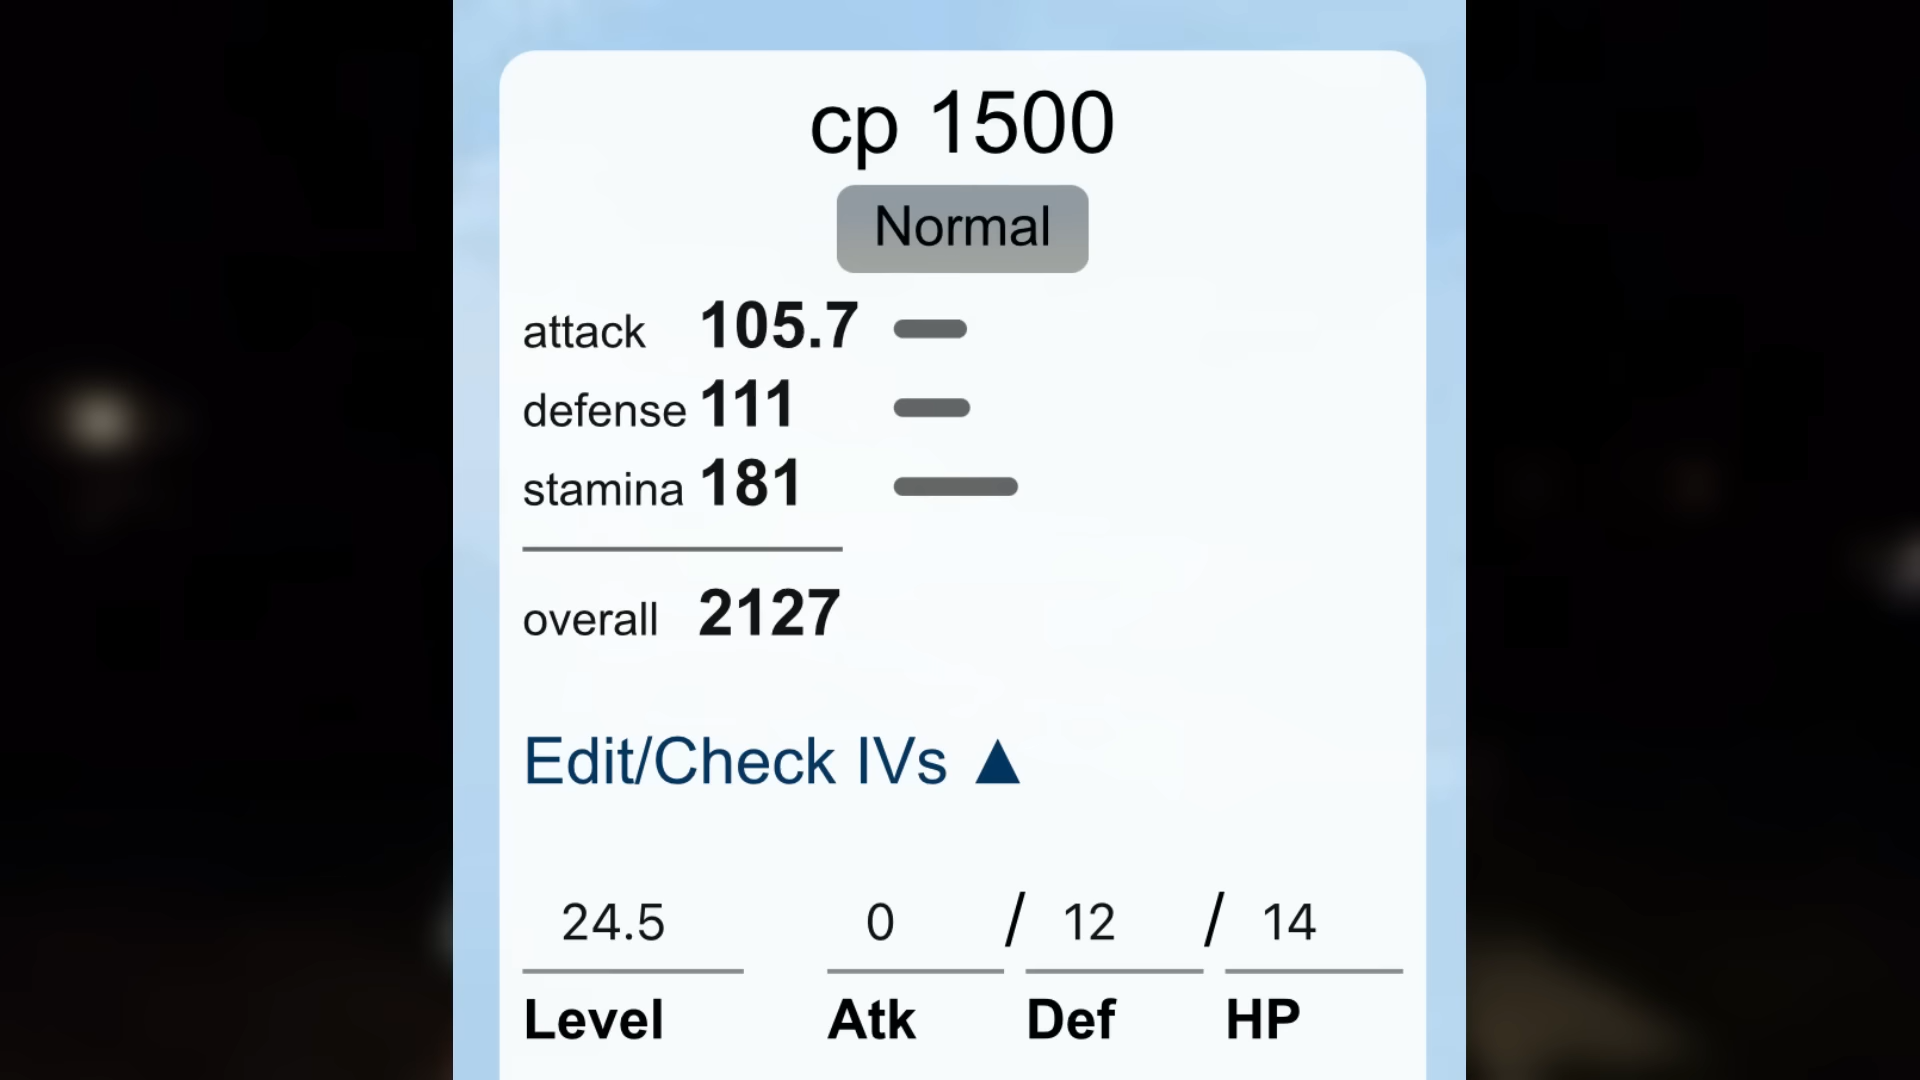 cp 1500
Normal
attack 105.7
defense 111
stamina 181
overall 2127
Edit/Check IVs ▲
24.5 0 / 12 / 14
Level Atk Def HP